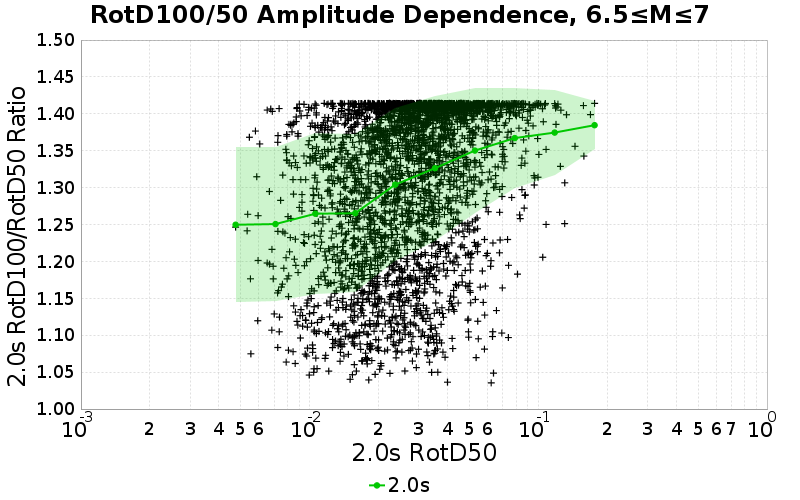 RotD100/50 Amplitude Dependence, 6.5≤M≤7
2.0s RotD100/RotD50 Ratio
1.50
1.45
1.40
1.35
1.30
1.25
1.20
1.15
1.10
1.05
1.00
10-3 2 3 4 5 6 10-2 2 3 4 5 6 10-1 2 3 4 5 6 7 100
2.0s RotD50
2.0s